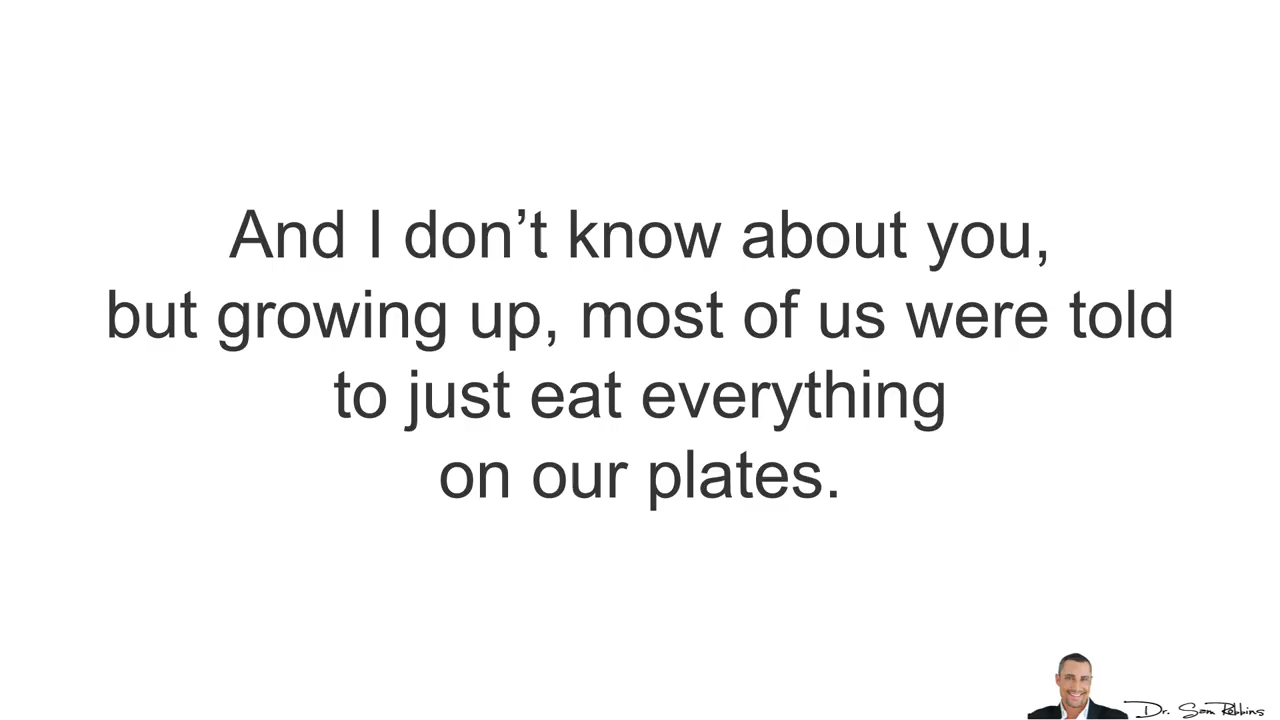 And I don’t know about you,
but growing up, most of us were told
to just eat everything
on our plates.
Dr. Sam Robbins